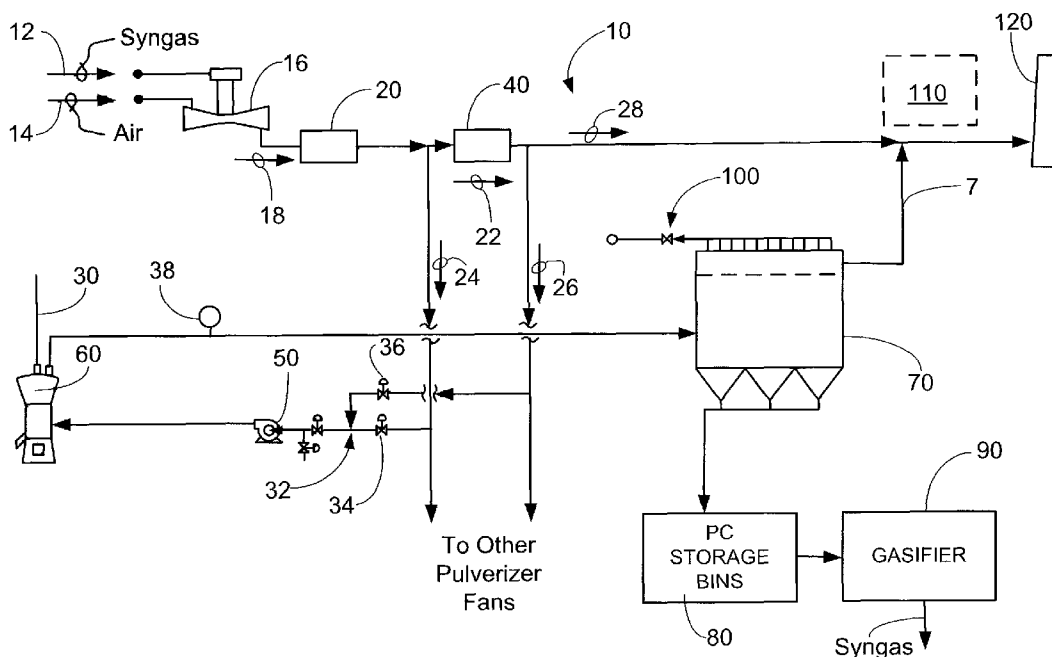 12
Syngas
16
14
Air
18
20
40
10
28
22
24
26
110
120
100
7
30
38
60
36
50
32
34
70
To Other
Pulverizer
Fans
PC
STORAGE
BINS
80
90
GASIFIER
Syngas